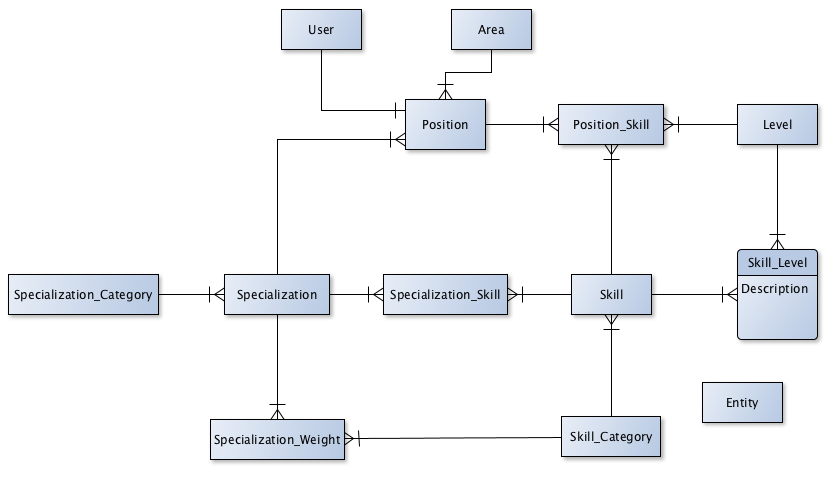 User
Area
Position
Position_Skill
Level
Skill_Level
Description
Specialization_Category
Specialization
Specialization_Skill
Skill
Entity
Specialization_Weight
Skill_Category